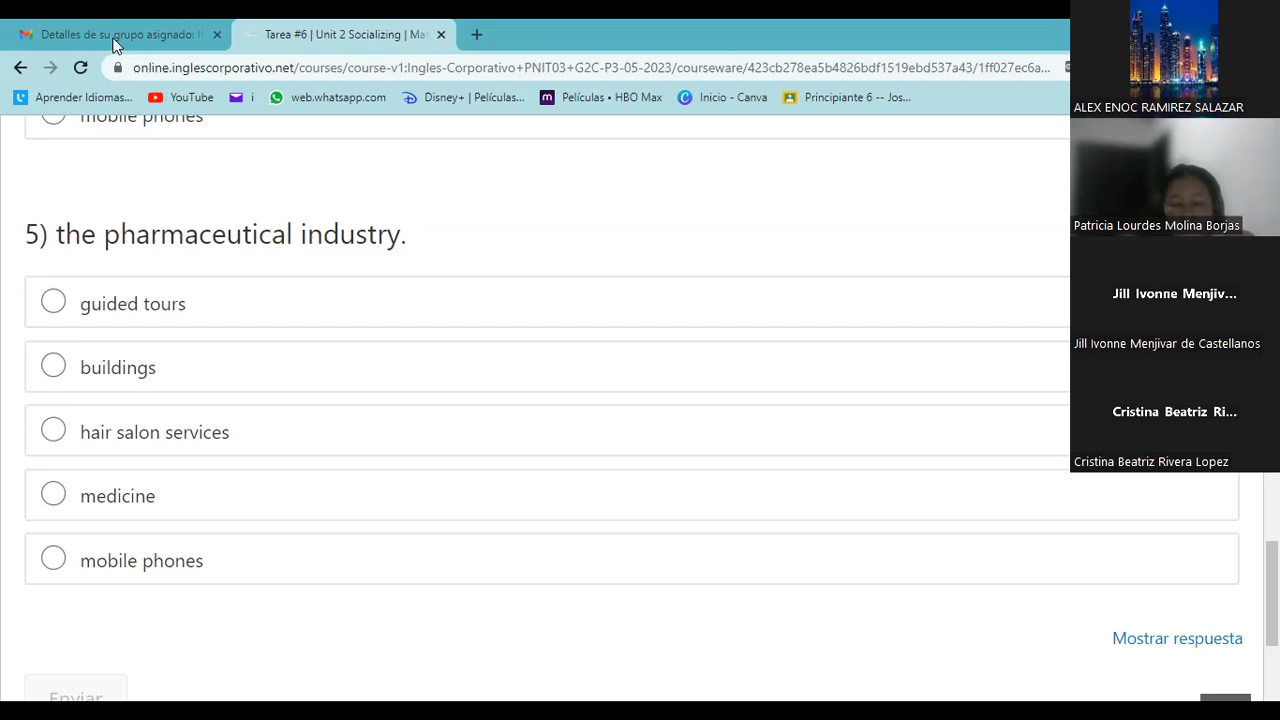 Detalles de su grupo asignado: I
Tarea #6 | Unit 2 Socializing | Ma
online.inglescorporativo.net/courses/course-v1:Ingles-Corporativo+PNIT03+G2C-P3-05-2023/courseware/423cb278ea5b4826bdf1519ebd537a43/1ff027ec6a...
Aprender Idiomas...
YouTube
i
web.whatsapp.com
Disney+ | Películas...
Películas • HBO Max
Inicio - Canva
Principiante 6 -- Jos...
mobile phones
5) the pharmaceutical industry.
guided tours
buildings
hair salon services
medicine
mobile phones
Mostrar respuesta
Enviar
ALEX ENOC RAMIREZ SALAZAR
Patricia Lourdes Molina Borjas
Jill Ivonne Menjiv...
Jill Ivonne Menjivar de Castellanos
Cristina Beatriz Ri...
Cristina Beatriz Rivera Lopez